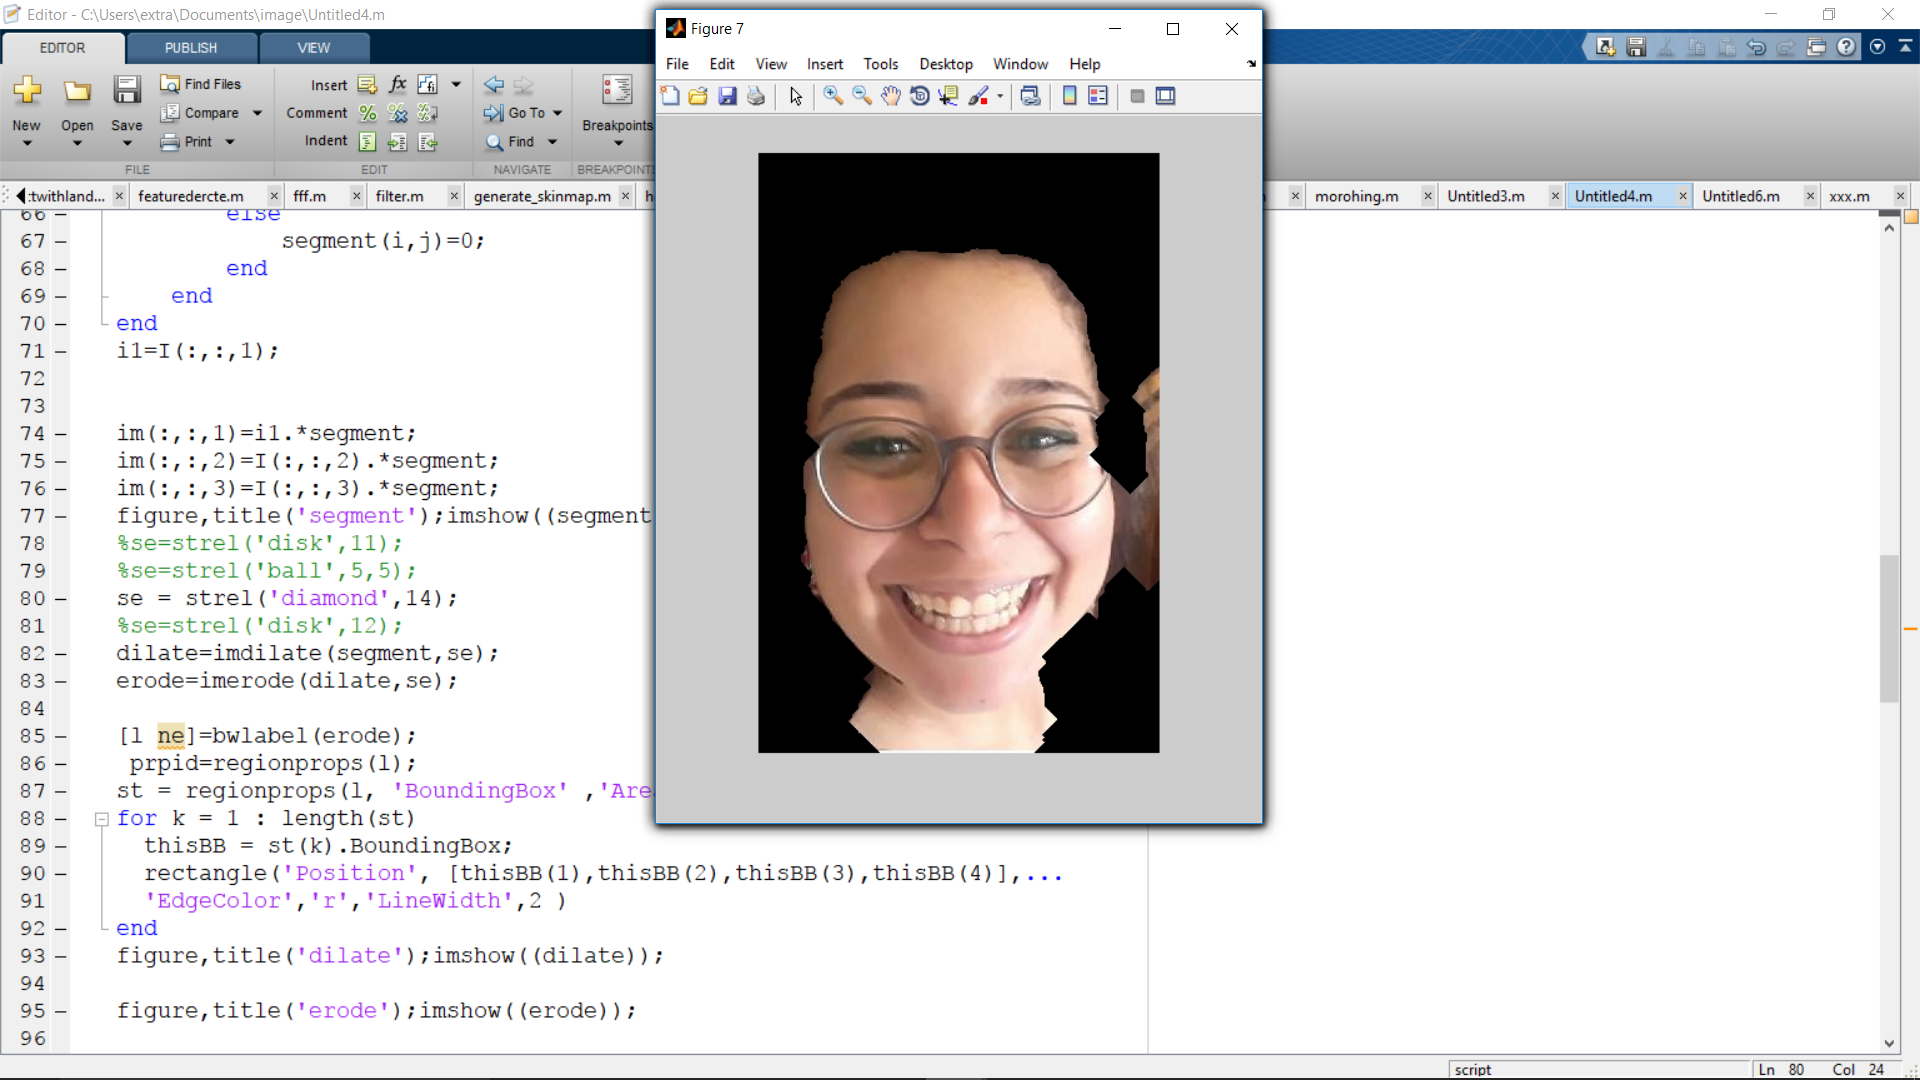 Editor - C:\Users\extra\Documents\image\Untitled4.m
EDITOR PUBLISH VIEW
New Open Save
Find Files
Compare
Print
FILE
Insert fx
Comment
Indent
EDIT
Go To
Find
NAVIGATE
Breakpoints
BREAKPOINTS
:twithland... featuredercte.m fff.m filter.m generate_skinmap.m morohing.m Untitled3.m Untitled4.m Untitled6.m xxx.m
Figure 7
File Edit View Insert Tools Desktop Window Help
66 else
67 segment(i,j)=0;
68 end
69 end
70 end
71 i1=I(:,:,1);
72
73
74 im(:,:,1)=i1.*segment;
75 im(:,:,2)=I(:,:,2).*segment;
76 im(:,:,3)=I(:,:,3).*segment;
77 figure,title('segment');imshow((segment
78 %se=strel('disk',11);
79 %se=strel('ball',5,5);
80 se = strel('diamond',14);
81 %se=strel('disk',12);
82 dilate=imdilate(segment,se);
83 erode=imerode(dilate,se);
84
85 [l ne]=bwlabel(erode);
86 prpid=regionprops(l);
87 st = regionprops(l, 'BoundingBox' ,'Are
88 for k = 1 : length(st)
89 thisBB = st(k).BoundingBox;
90 rectangle('Position', [thisBB(1),thisBB(2),thisBB(3),thisBB(4)],...
91 'EdgeColor','r','LineWidth',2 )
92 end
93 figure,title('dilate');imshow((dilate));
94
95 figure,title('erode');imshow((erode));
96
script Ln 80 Col 24